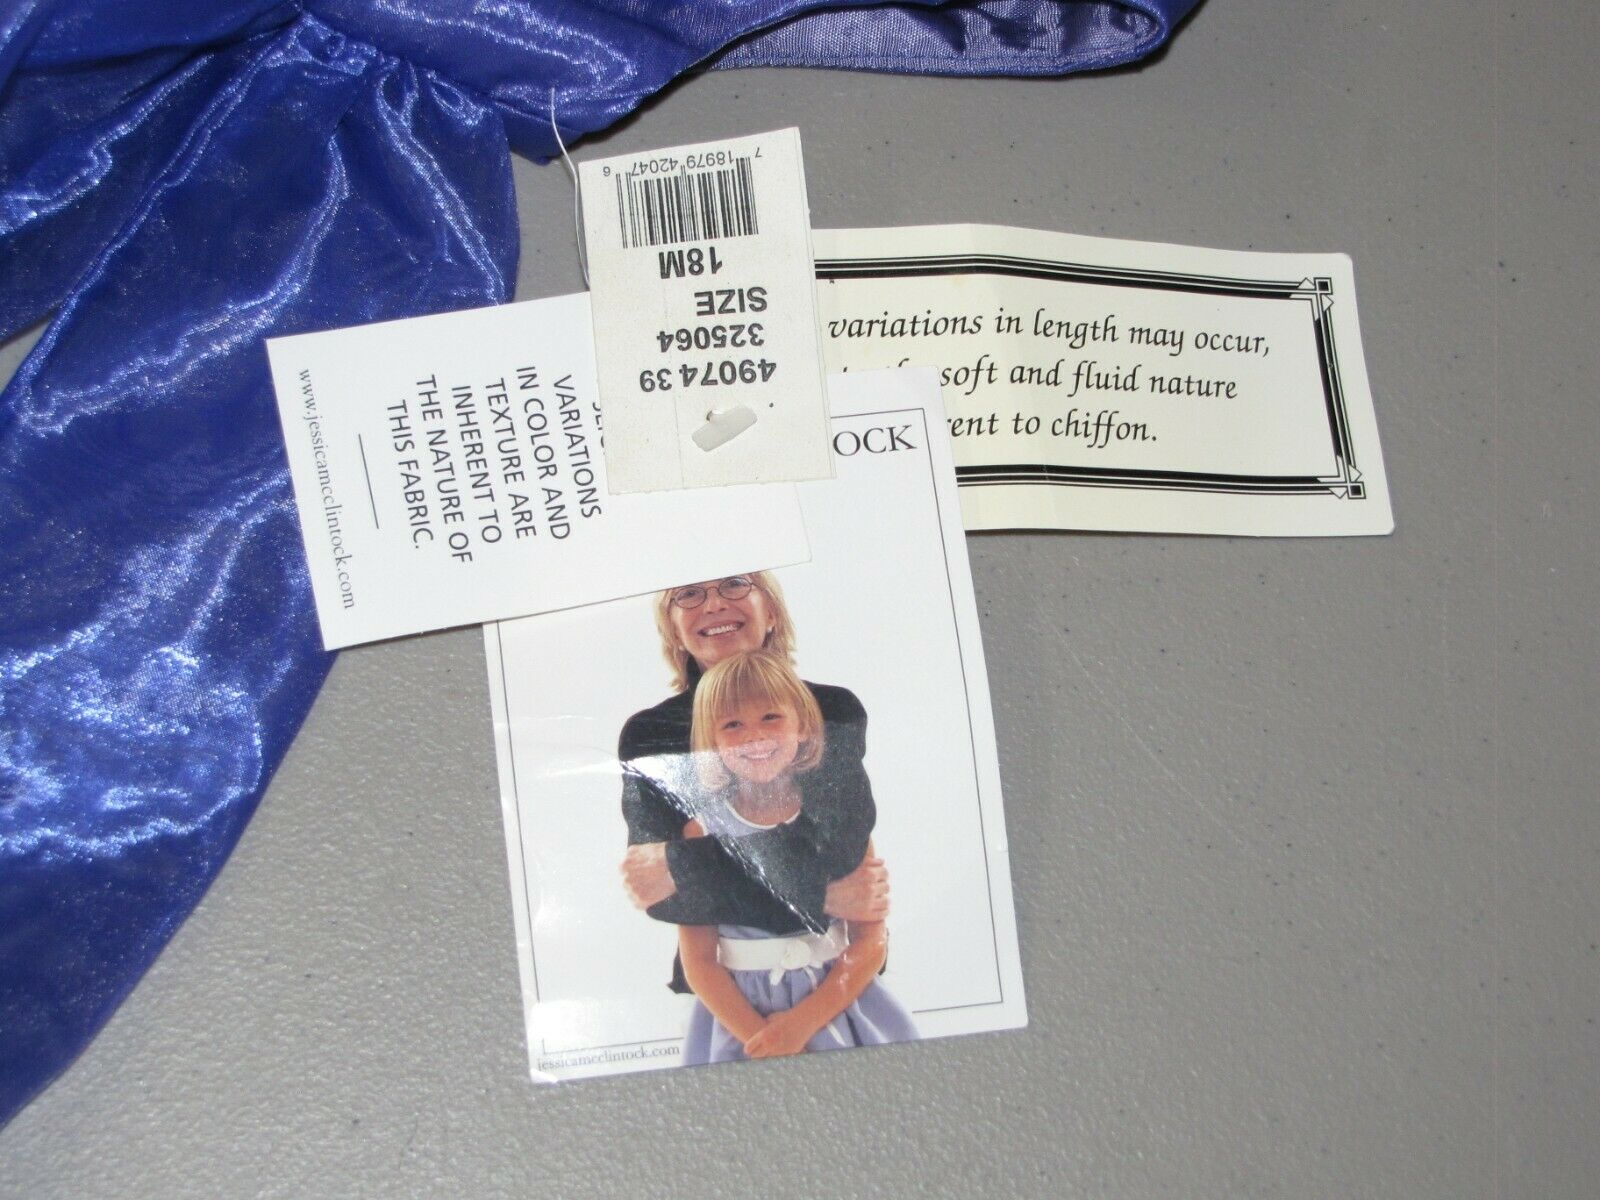 7 18979 42047 6
18M
SIZE
325064
4907439
variations in length may occur,
soft and fluid nature
to chiffon.
OCK
VARIATIONS
IN COLOR AND
TEXTURE ARE
INHERENT TO
THE NATURE OF
THIS FABRIC.
www.jessicamcclintock.com
jessicamcclintock.com